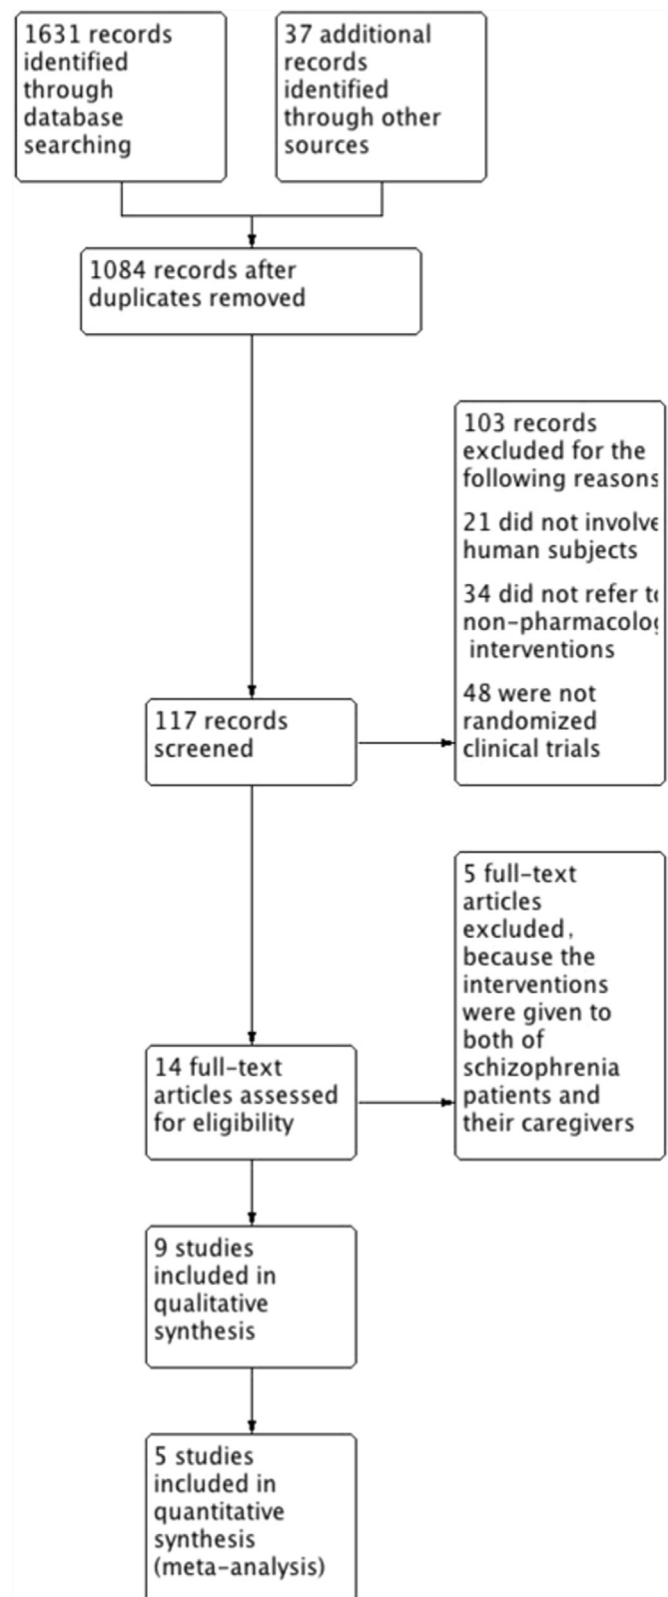 1631 records
identified
through
database
searching
37 additional
records
identified
through other
sources
1084 records after
duplicates removed
103 records
excluded for the
following reasons
21 did not involve
human subjects
34 did not refer to
interventions
48 were not
randomized
clinical trials
117 records
screened
5 full-text
articles
excluded,
because the
interventions
were given to
both of
schizophrenia
patients and
their caregivers
14 full-text
articles assessed
for eligibility
9 studies
included in
qualitative
synthesis
5 studies
included in
quantitative
synthesis
(meta-analysis)